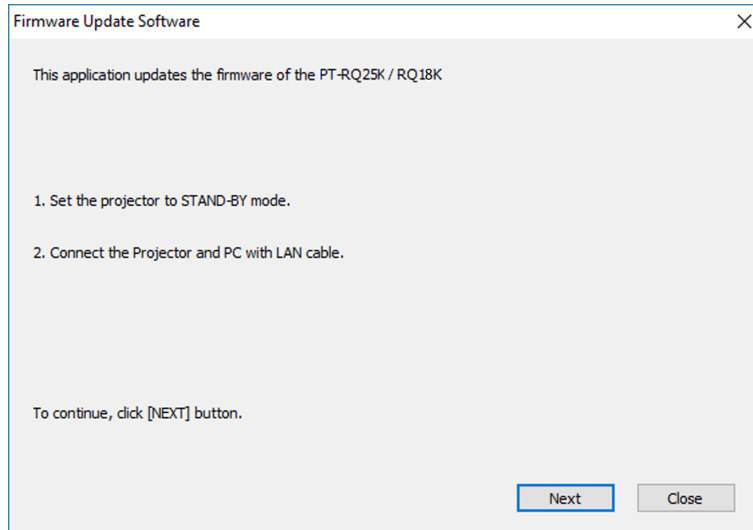 Firmware Update Software
This application updates the firmware of the PT-RQ25K / RQ18K
1. Set the projector to STAND-BY mode.
2. Connect the Projector and PC with LAN cable.
To continue, click [NEXT] button.
Next
Close